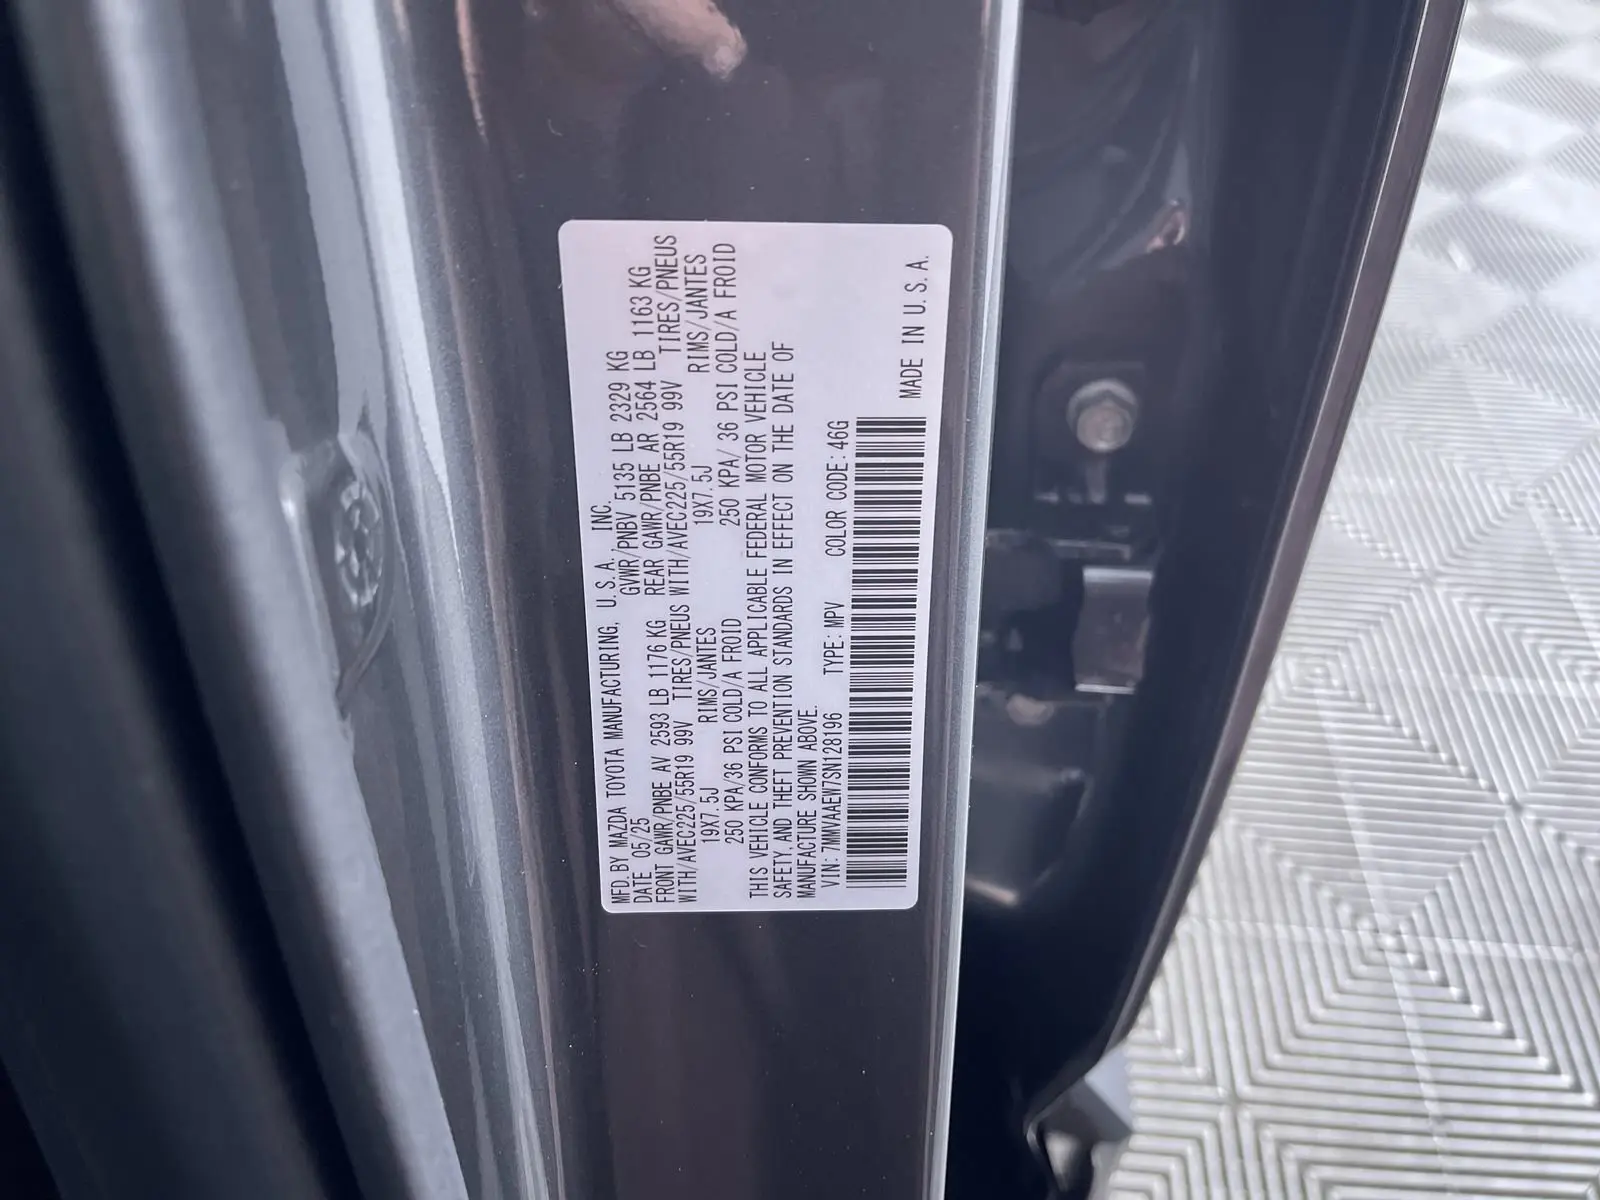 MFD. BY MAZDA TOYOTA MANUFACTURING, U. S. A., INC.
DATE 05/25 GVWR/PNBV 5135 LB 2329 KG
FRONT GAWR/PNBE AV 2593 LB 1176 KG REAR GAWR/PNBE AR 2564 LB 1163 KG
WITH/AVEC225/55R19 99V TIRES/PNEUS WITH/AVEC225/55R19 99V TIRES/PNEUS
19X7.5J RIMS/JANTES 19X7.5J RIMS/JANTES
250 KPA/36 PSI COLD/A FROID 250 KPA/ 36 PSI COLD/A FROID
THIS VEHICLE CONFORMS TO ALL APPLICABLE FEDERAL MOTOR VEHICLE
SAFETY, AND THEFT PREVENTION STANDARDS IN EFFECT ON THE DATE OF
MANUFACTURE SHOWN ABOVE.
VIN: 7MMVAAEW7SN128196 TYPE: MPV COLOR CODE: 46G
MADE IN U. S. A.